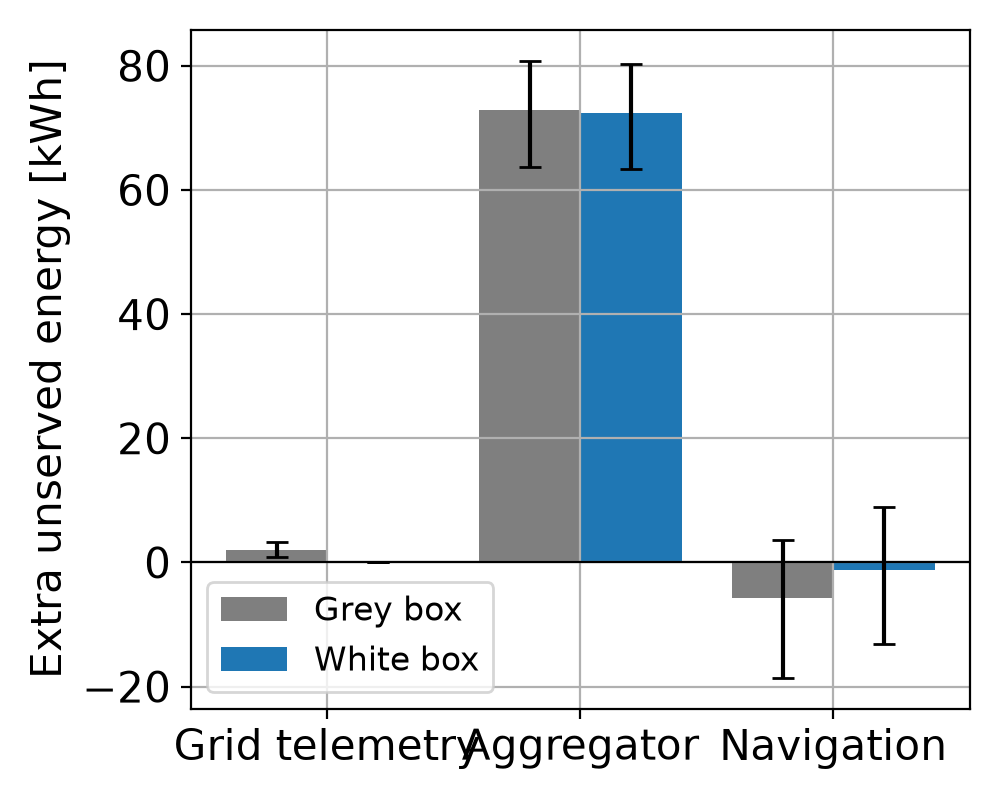 Extra unserved energy [kWh]
80
60
40
20
0
−20
Grey box
White box
Grid telemetry
Aggregator
Navigation